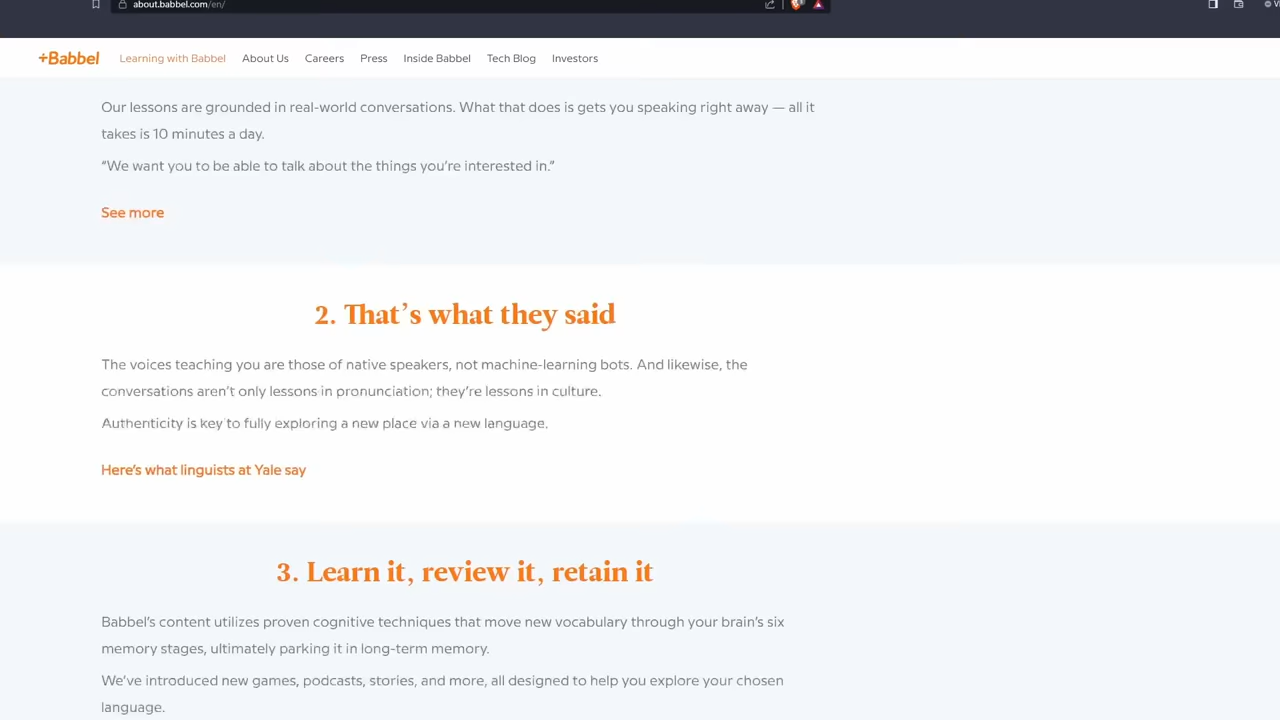 about.babbel.com/en/
+Babbel Learning with Babbel About Us Careers Press Inside Babbel Tech Blog Investors
Our lessons are grounded in real-world conversations. What that does is gets you speaking right away — all it
takes is 10 minutes a day.
“We want you to be able to talk about the things you’re interested in.”
See more
2. That’s what they said
The voices teaching you are those of native speakers, not machine-learning bots. And likewise, the
conversations aren’t only lessons in pronunciation; they’re lessons in culture.
Authenticity is key to fully exploring a new place via a new language.
Here’s what linguists at Yale say
3. Learn it, review it, retain it
Babbel’s content utilizes proven cognitive techniques that move new vocabulary through your brain’s six
memory stages, ultimately parking it in long-term memory.
We’ve introduced new games, podcasts, stories, and more, all designed to help you explore your chosen
language.